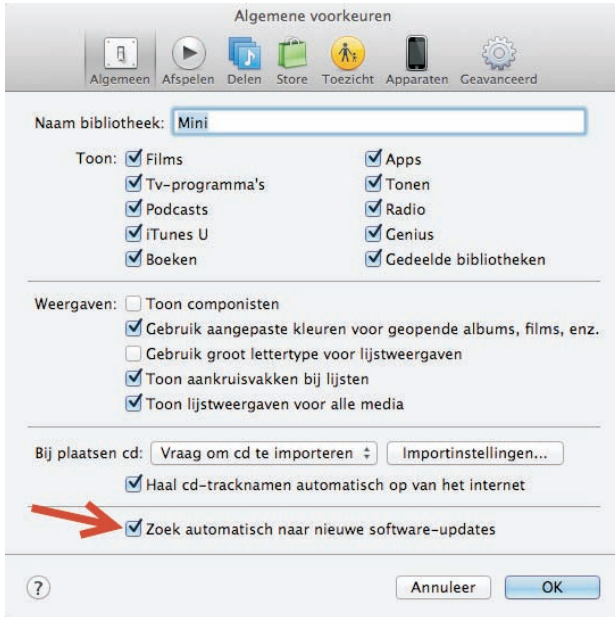 Algemene voorkeuren
Algemeen Afspelen Delen Store Toezicht Apparaten Geavanceerd
Naam bibliotheek: Mini
Toon: Films Apps
Tv-programma's Tonen
Podcasts Radio
iTunes U Genius
Boeken Gedeelde bibliotheken
Weergaven: Toon componisten
Gebruik aangepaste kleuren voor geopende albums, films, enz.
Gebruik groot lettertype voor lijstweergaven
Toon aankruisvakken bij lijsten
Toon lijstweergaven voor alle media
Bij plaatsen cd: Vraag om cd te importeren Importinstellingen...
Haal cd-tracknamen automatisch op van het internet
Zoek automatisch naar nieuwe software-updates
? Annuleer OK